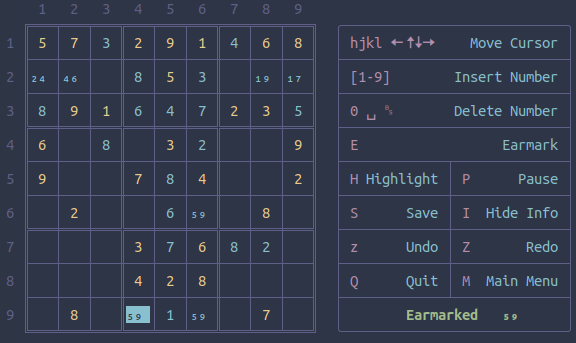 1 2 3 4 5 6 7 8 9
1 5 7 3 2 9 1 4 6 8 hjkl ←↑↓→ Move Cursor
2 24 46 8 5 3 19 17 [1-9] Insert Number
3 8 9 1 6 4 7 2 3 5 0 ␣ ␈ Delete Number
4 6 8 3 2 9 E Earmark
5 9 7 8 4 2 H Highlight P Pause
6 2 6 59 8 S Save I Hide Info
7 3 7 6 8 2 z Undo Z Redo
8 4 2 8 Q Quit M Main Menu
9 8 59 1 59 7 Earmarked 59